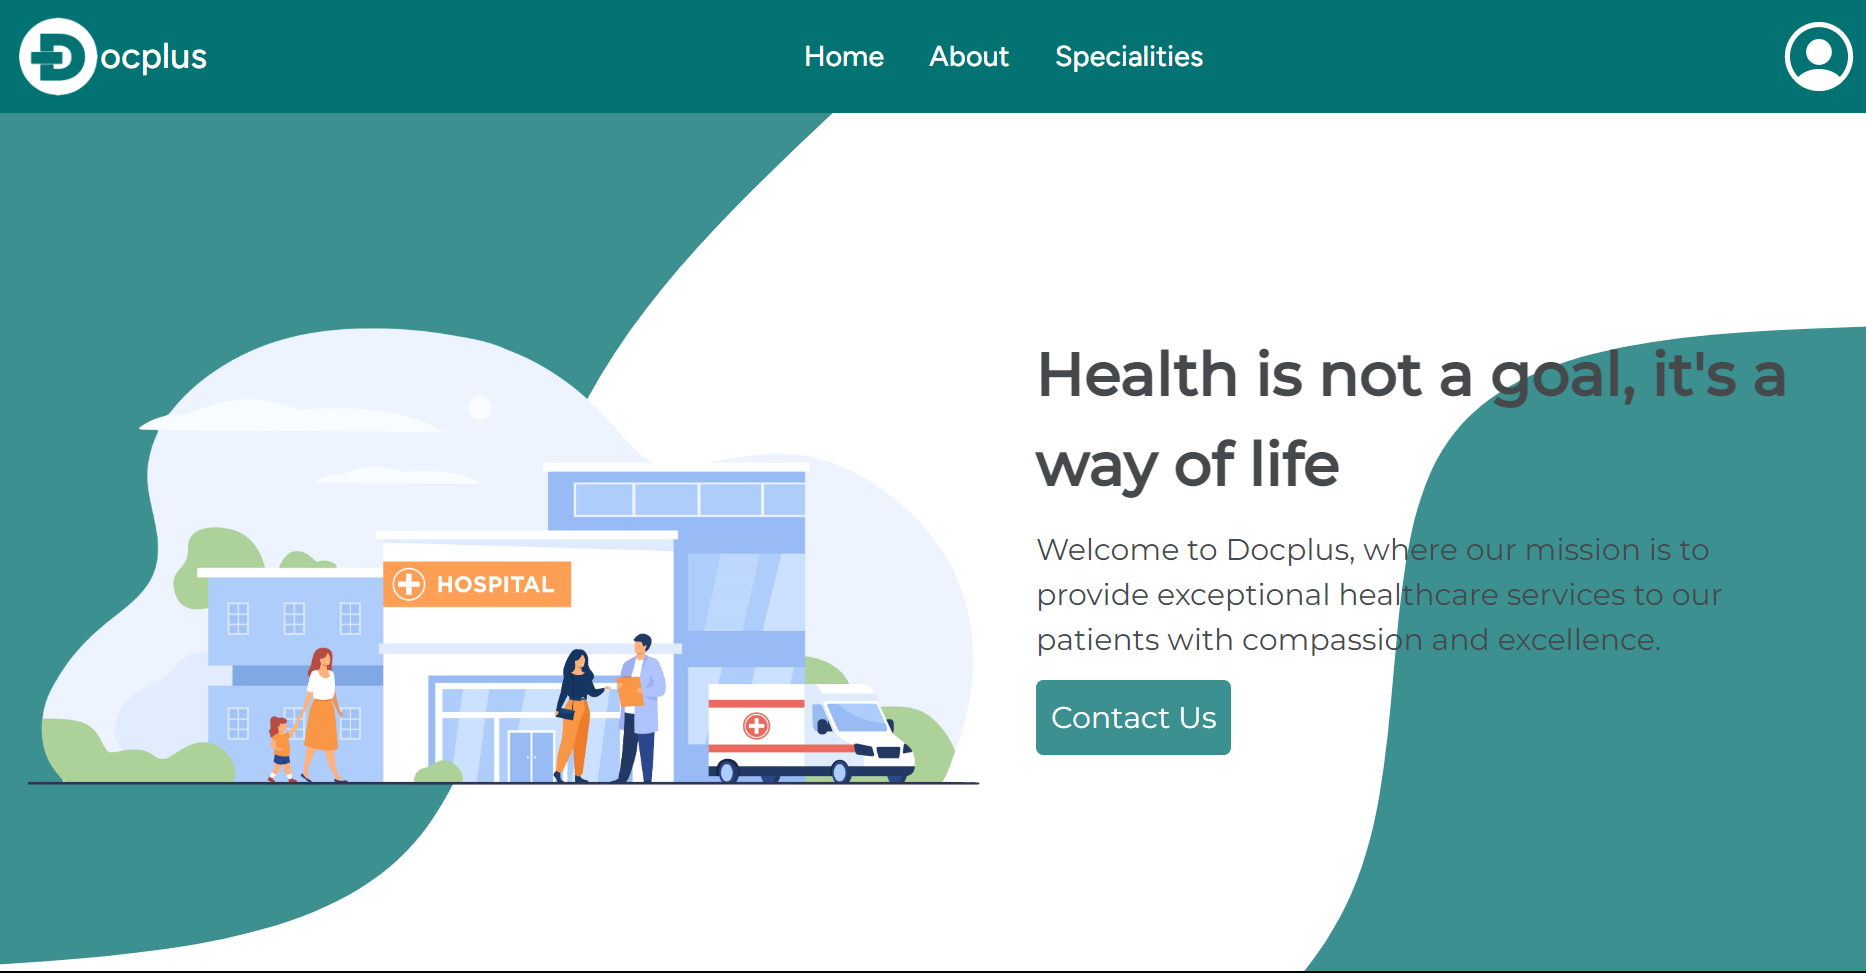 Docplus
Home About Specialities
Health is not a goal, it's a
way of life
Welcome to Docplus, where our mission is to
provide exceptional healthcare services to our
patients with compassion and excellence.
Contact Us
HOSPITAL